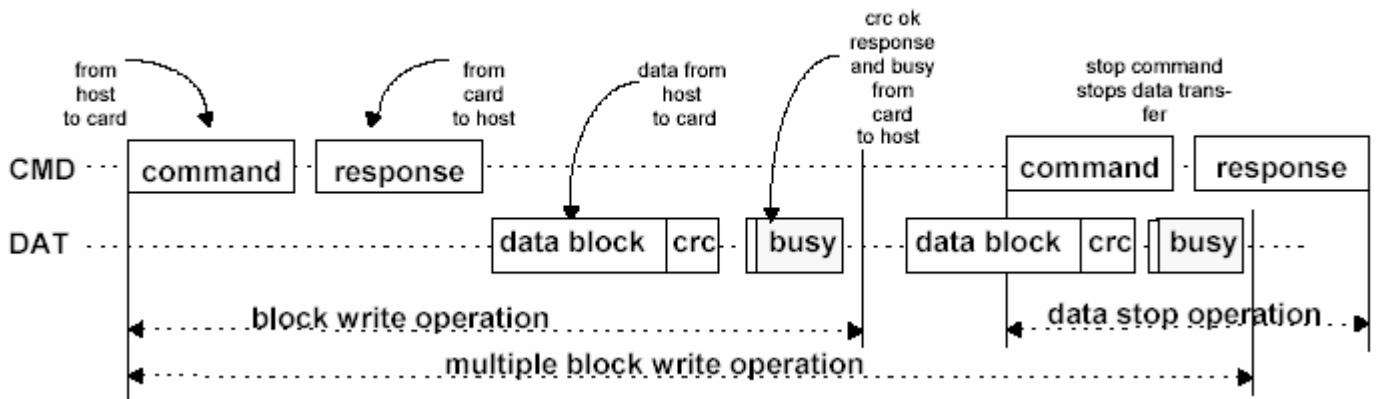 from
host
to card
from
card
to host
data from
host
to card
crc ok
response
and busy
from
card
to host
stop command
stops data trans-
fer
CMD command response command response
DAT data block crc busy data block crc busy
block write operation data stop operation
multiple block write operation